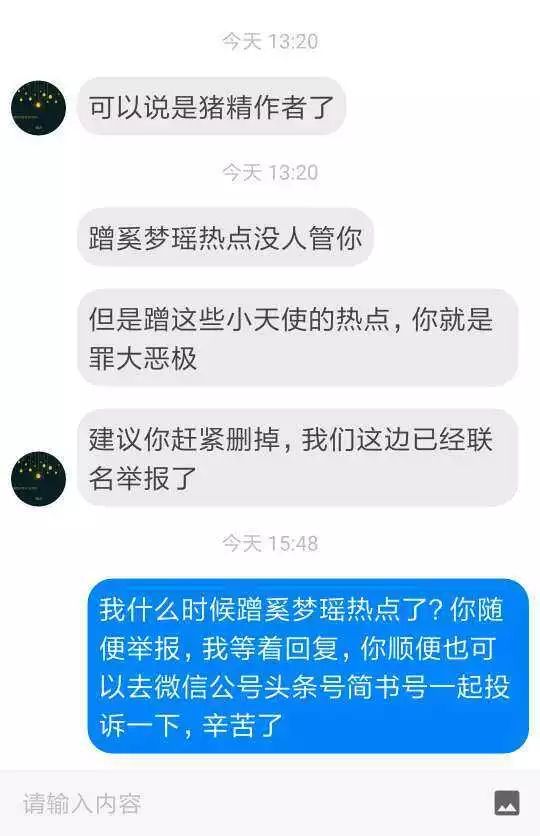 今天 13:20
可以说是猪精作者了
今天 13:20
蹭奚梦瑶热点没人管你
但是蹭这些小天使的热点，你就是
罪大恶极
建议你赶紧删掉，我们这边已经联
名举报了
今天 15:48
我什么时候蹭奚梦瑶热点了？你随
便举报，我等着回复，你顺便也可
以去微信公号头条号简书号一起投
诉一下，辛苦了
请输入内容